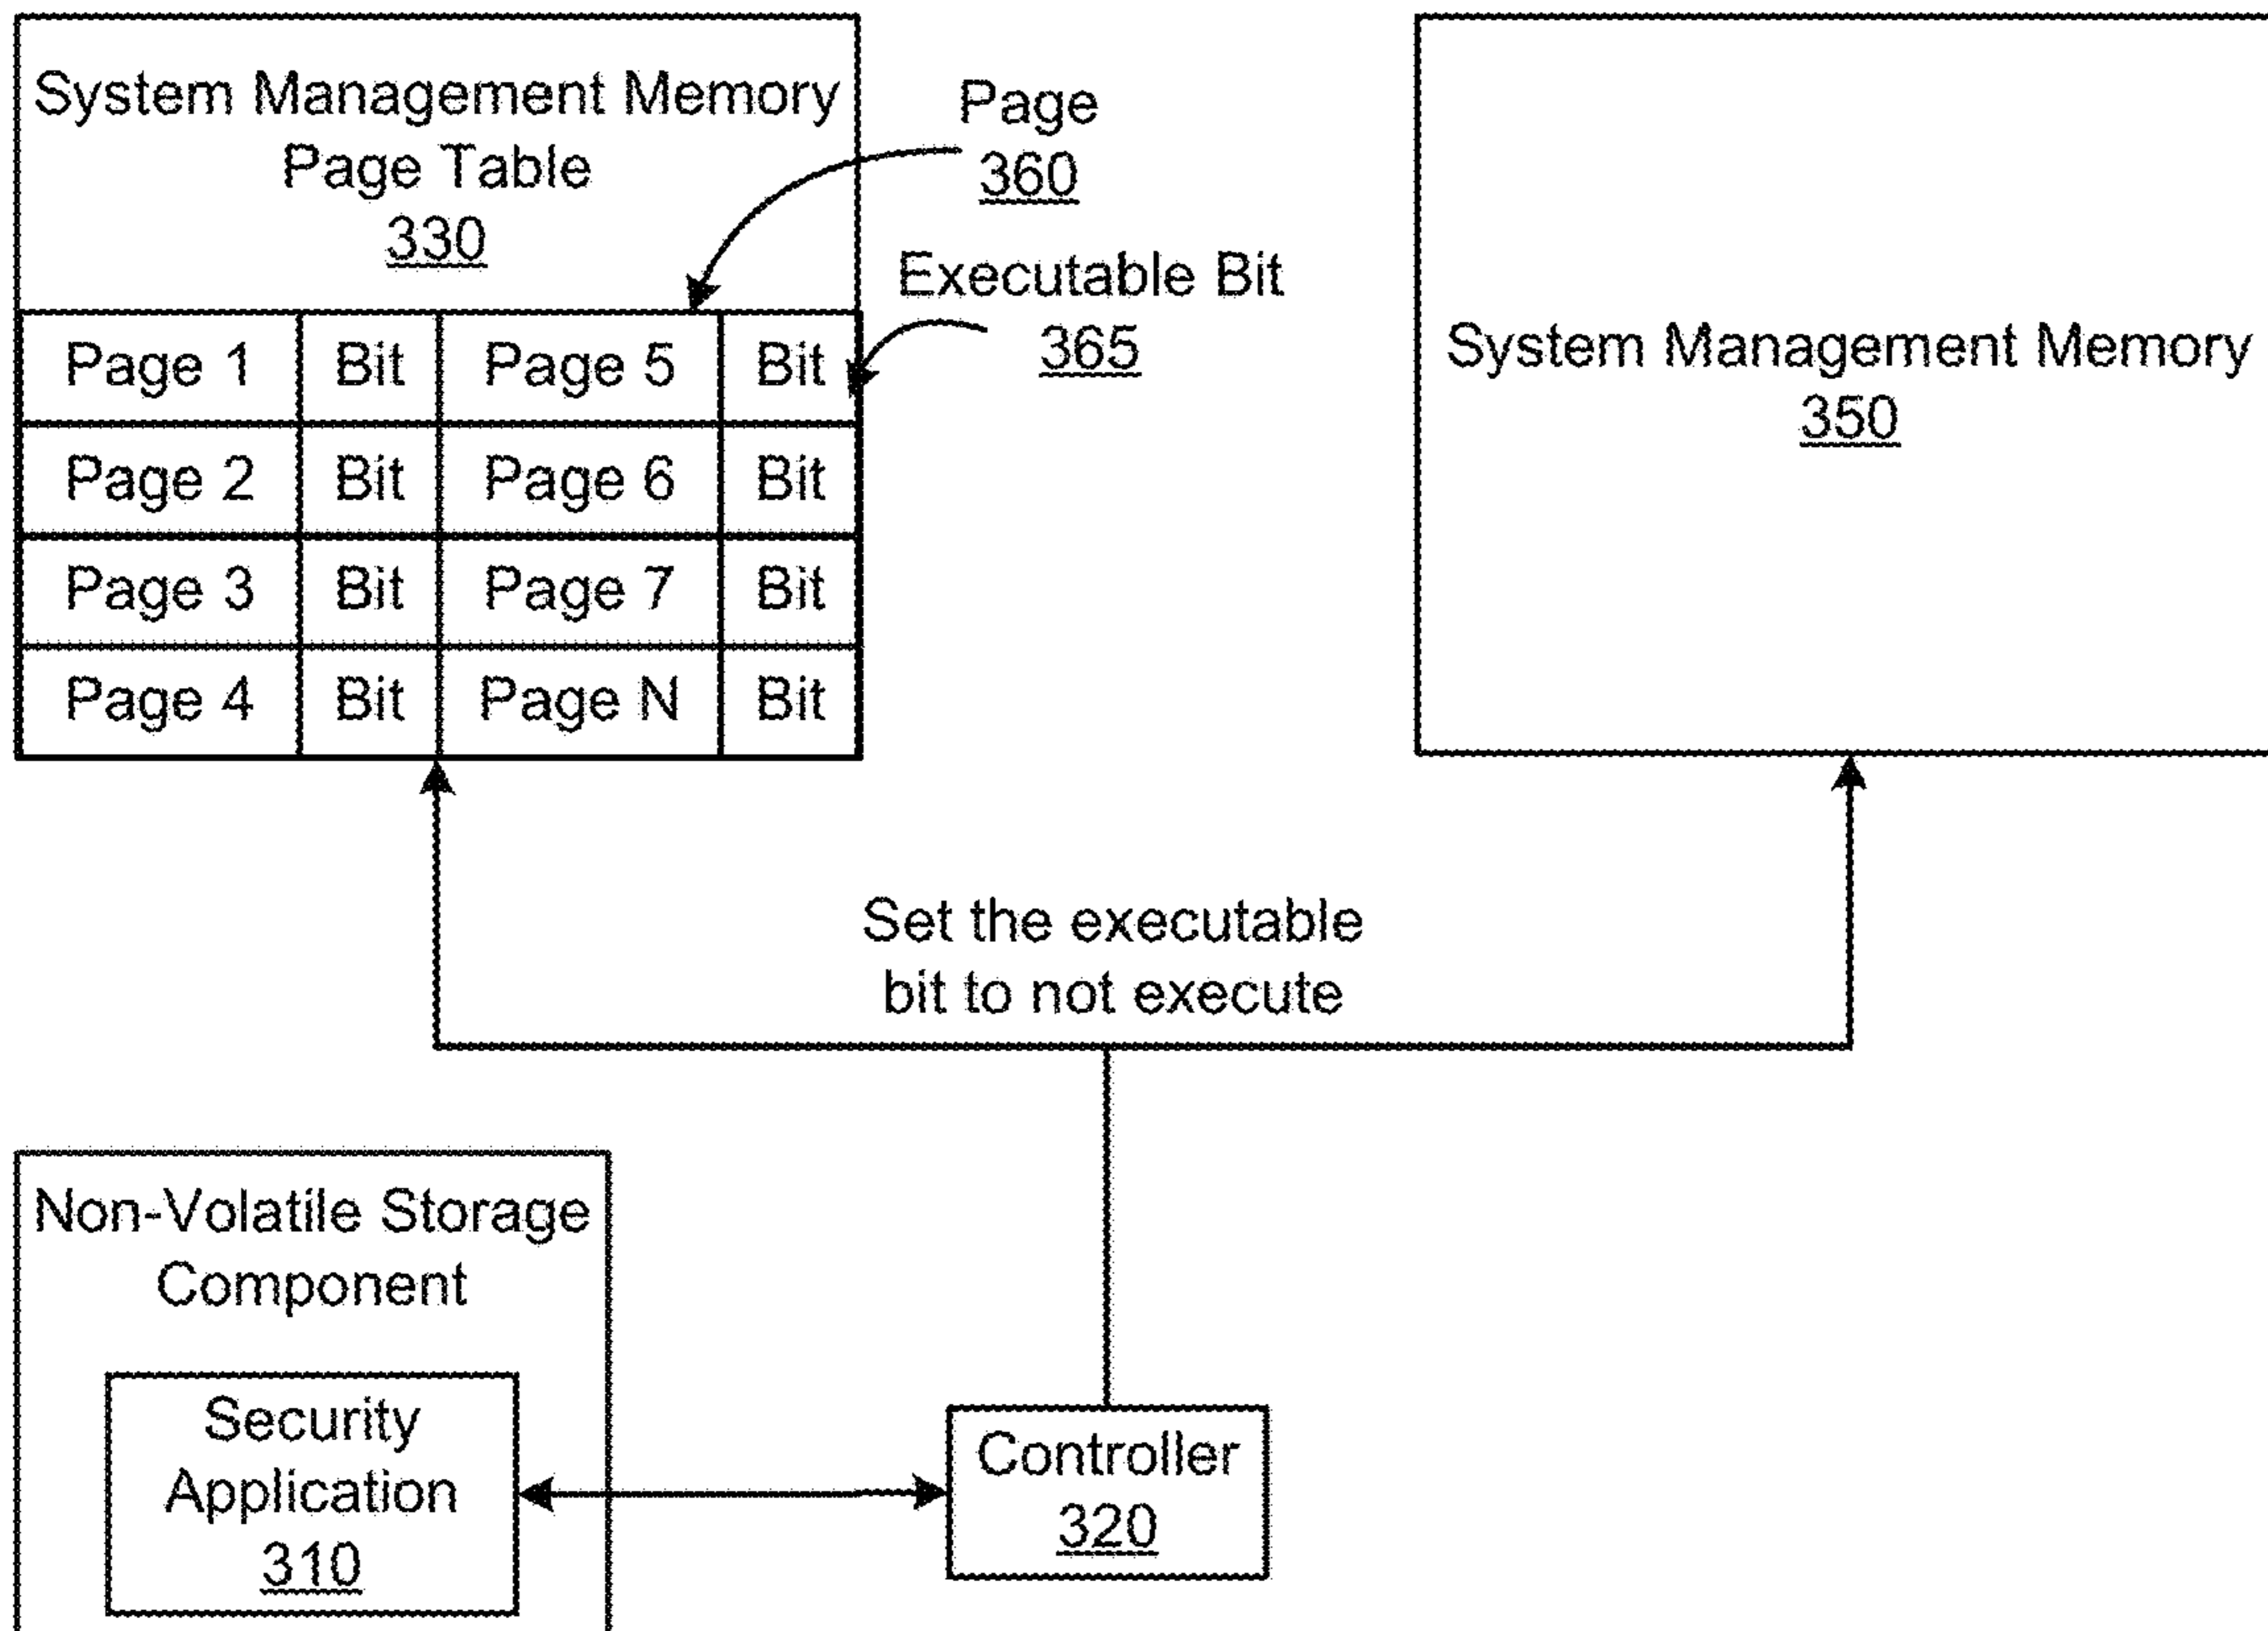 System Management Memory
Page Table
330
Page
360
Executable Bit
365
Page 1 Bit Page 5 Bit
Page 2 Bit Page 6 Bit
Page 3 Bit Page 7 Bit
Page 4 Bit Page N Bit
System Management Memory
350
Set the executable
bit to not execute
Non-Volatile Storage
Component
Security
Application
310
Controller
320